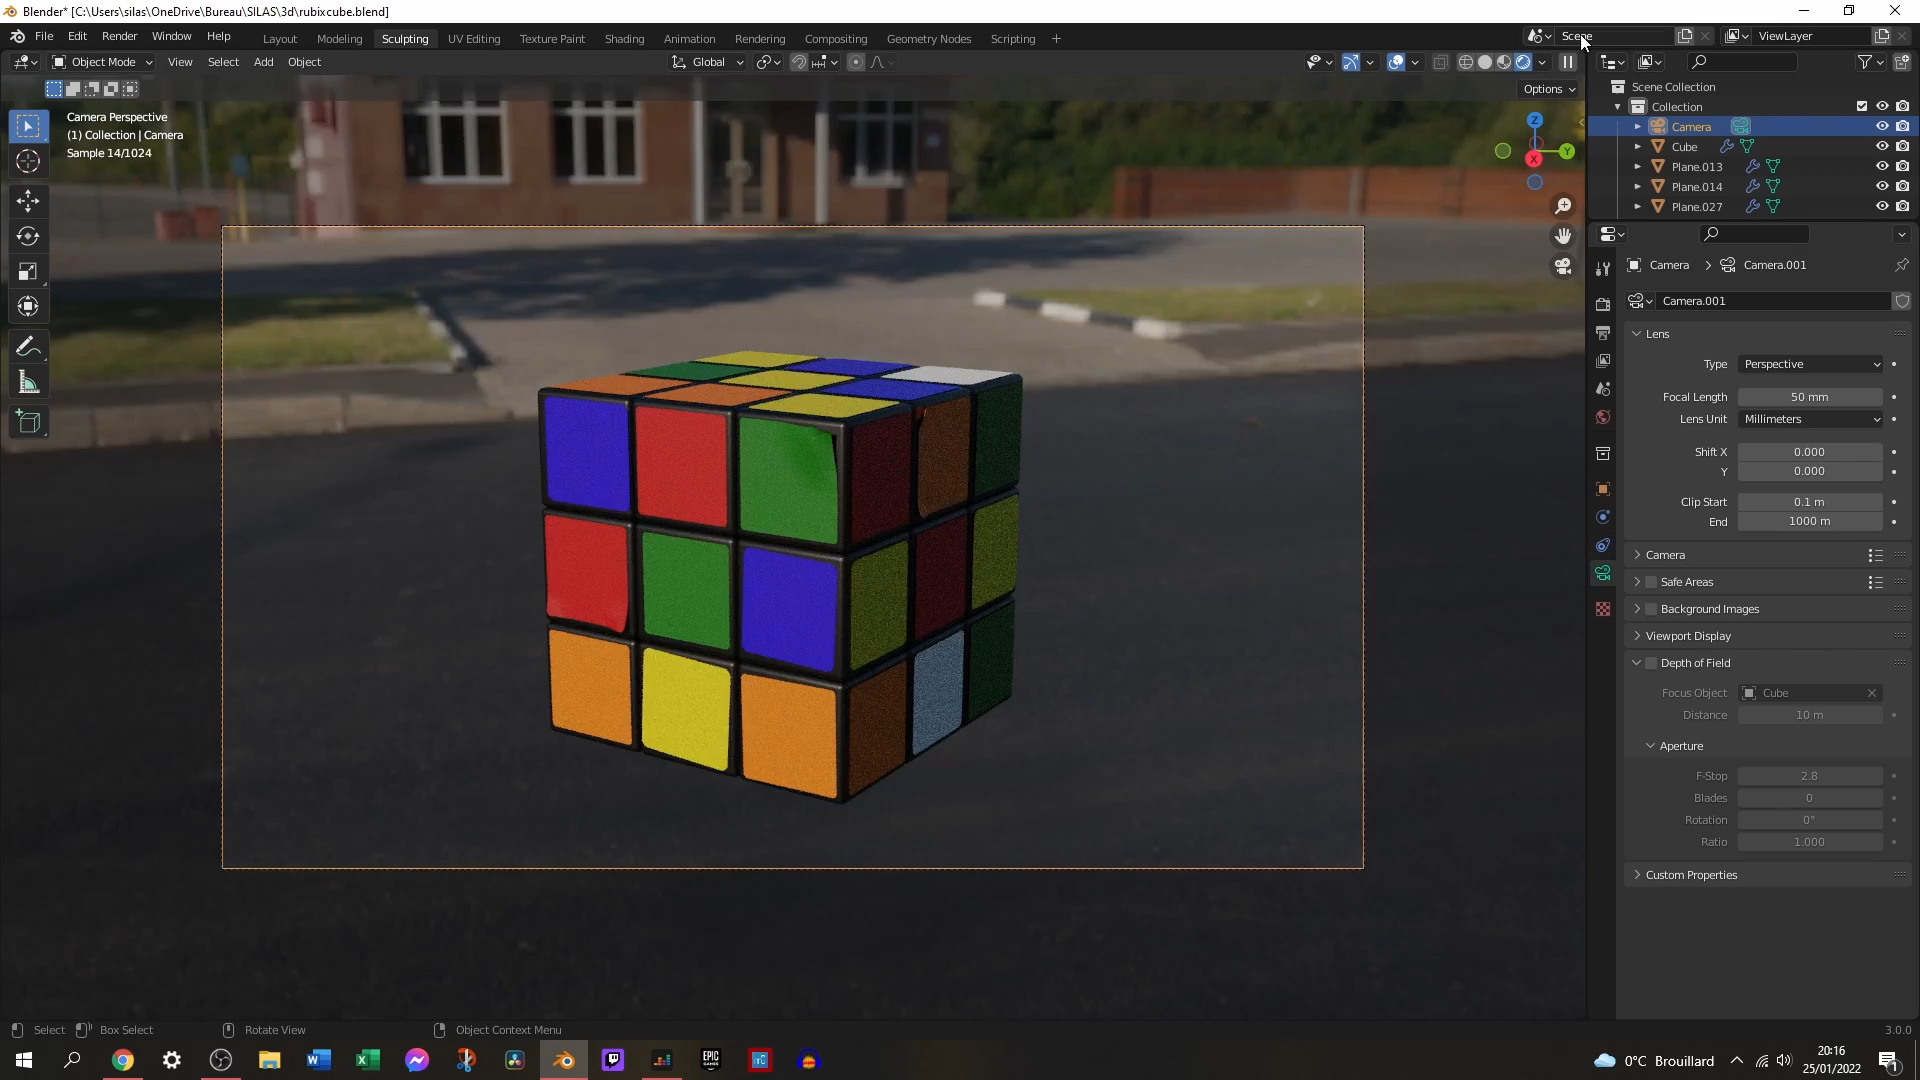 Blender* [C:\Users\silas\OneDrive\Bureau\SILAS\3d\rubixcube.blend]
File Edit Render Window Help Layout Modeling Sculpting UV Editing Texture Paint Shading Animation Rendering Compositing Geometry Nodes Scripting + Scene ViewLayer
Object Mode View Select Add Object Global
Options
Camera Perspective
(1) Collection | Camera
Sample 14/1024
Z
Y
X
Scene Collection
Collection
Camera
Cube
Plane.013
Plane.014
Plane.027
Camera > Camera.001
Camera.001
Lens
Type Perspective
Focal Length 50 mm
Lens Unit Millimeters
Shift X 0.000
Y 0.000
Clip Start 0.1 m
End 1000 m
Camera
Safe Areas
Background Images
Viewport Display
Depth of Field
Focus Object Cube
Distance 10 m
Aperture
F-Stop 2.8
Blades 0
Rotation 0°
Ratio 1.000
Custom Properties
Select Box Select Rotate View Object Context Menu 3.0.0
EPIC GAMES
0°C Brouillard
20:16
25/01/2022
1